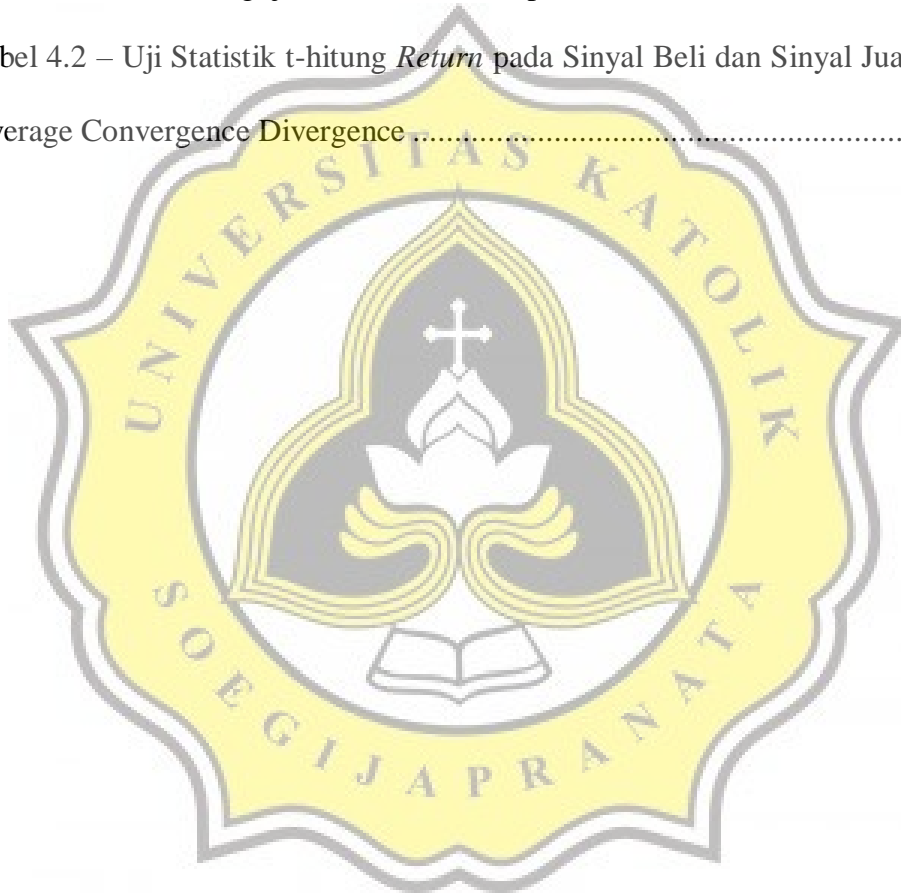 bel 4.2 – Uji Statistik t-hitung Return pada Sinyal Beli dan Sinyal Jua
verage Convergence Divergence
UNIVERSITAS KATOLIK
SOEGIJAPRANATA